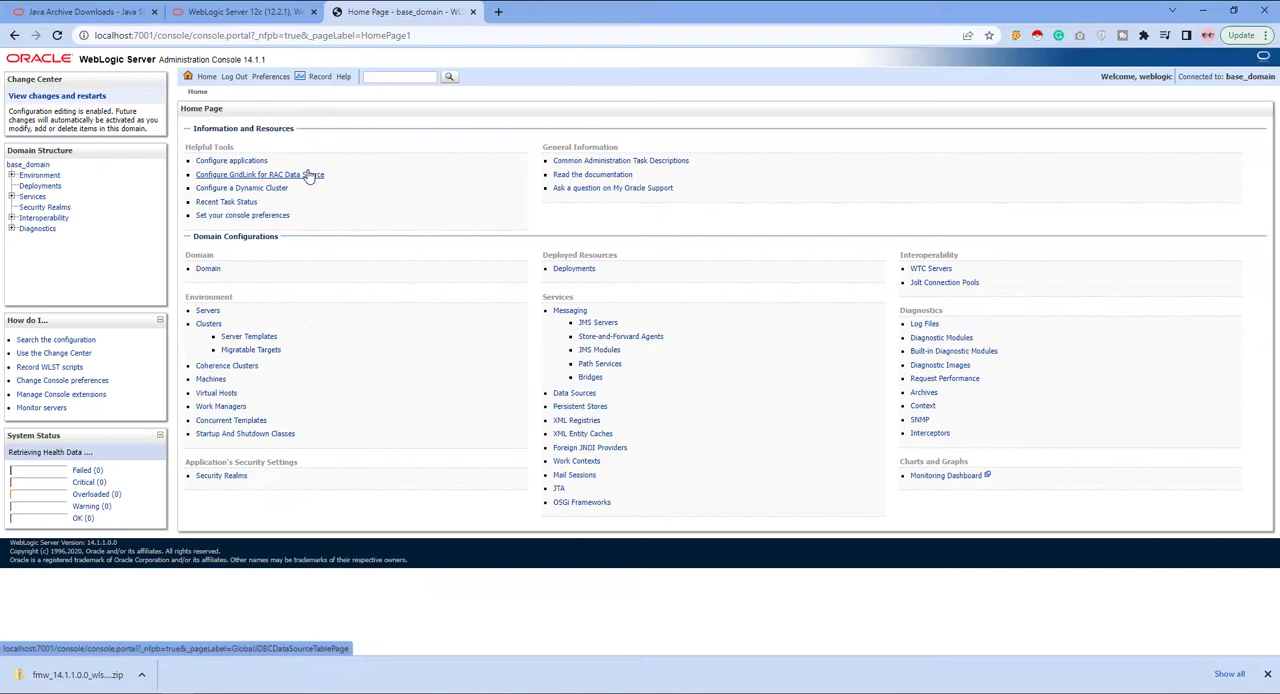 Java Archive Downloads - Java S
WebLogic Server 12c (12.2.1); W
Home Page - base_domain - WLS
localhost:7001/console/console.portal?_nfpb=true&_pageLabel=HomePage1
Update
ORACLE WebLogic Server Administration Console 14.1.1
Change Center
View changes and restarts
Configuration editing is enabled. Future
changes will automatically be activated as you
modify, add or delete items in this domain.
Domain Structure
base_domain
Environment
Deployments
Services
Security Realms
Interoperability
Diagnostics
How do I...
Search the configuration
Use the Change Center
Record WLST scripts
Change Console preferences
Manage Console extensions
Monitor servers
System Status
Retrieving Health Data ....
Failed (0)
Critical (0)
Overloaded (0)
Warning (0)
OK (0)
Home Log Out Preferences Record Help
Welcome, weblogic Connected to: base_domain
Home
Home Page
Information and Resources
Helpful Tools
Configure applications
Configure GridLink for RAC Data Source
Configure a Dynamic Cluster
Recent Task Status
Set your console preferences
General Information
Common Administration Task Descriptions
Read the documentation
Ask a question on My Oracle Support
Domain Configurations
Domain
Domain
Environment
Servers
Clusters
Server Templates
Migratable Targets
Coherence Clusters
Machines
Virtual Hosts
Work Managers
Concurrent Templates
Startup And Shutdown Classes
Application's Security Settings
Security Realms
Deployed Resources
Deployments
Services
Messaging
JMS Servers
Store-and-Forward Agents
JMS Modules
Path Services
Bridges
Data Sources
Persistent Stores
XML Registries
XML Entity Caches
Foreign JNDI Providers
Work Contexts
Mail Sessions
JTA
OSGi Frameworks
Interoperability
WTC Servers
Jolt Connection Pools
Diagnostics
Log Files
Diagnostic Modules
Built-in Diagnostic Modules
Diagnostic Images
Request Performance
Archives
Context
SNMP
Interceptors
Charts and Graphs
Monitoring Dashboard
WebLogic Server Version: 14.1.1.0.0
Copyright (c) 1996,2020, Oracle and/or its affiliates. All rights reserved.
Oracle is a registered trademark of Oracle Corporation and/or its affiliates. Other names may be trademarks of their respective owners.
localhost:7001/console/console.portal?_nfpb=true&_pageLabel=GlobalJDBCDataSourceTablePage
fmw_14.1.1.0.0_wls....zip
Show all